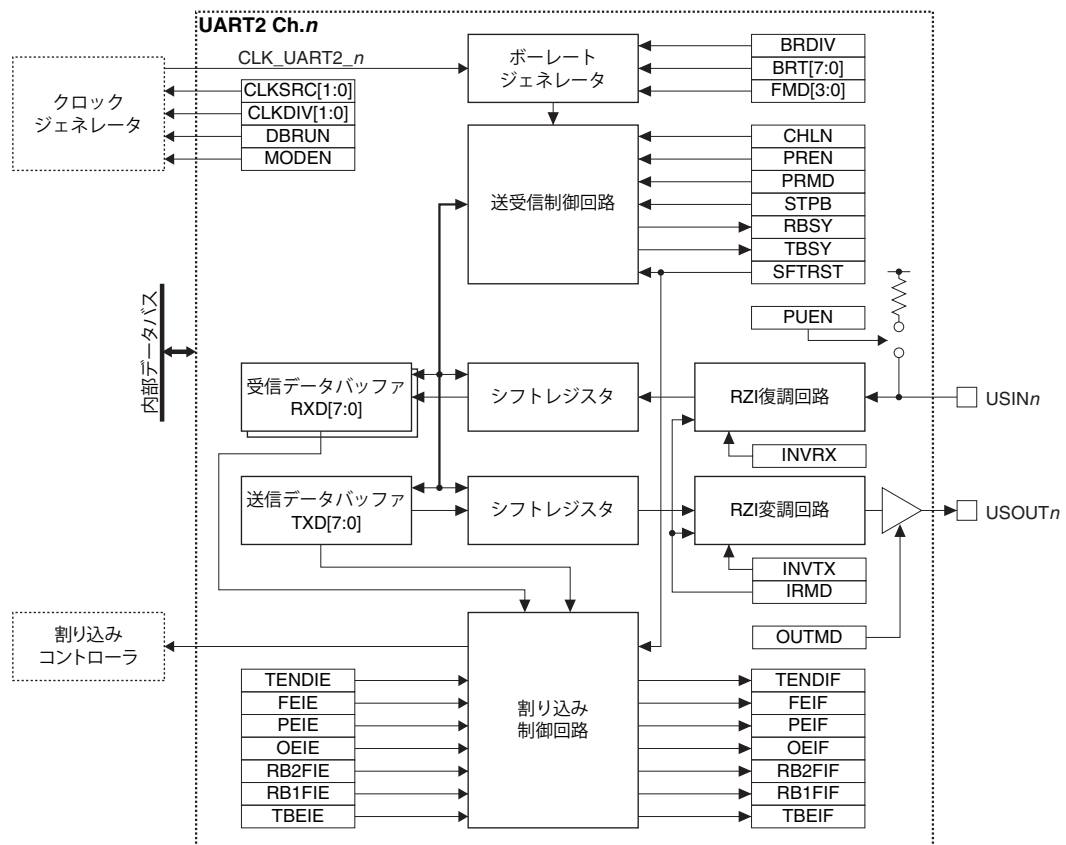 UART2 Ch.n
CLK_UART2_n
クロック
ジェネレータ
CLKSRC[1:0]
CLKDIV[1:0]
DBRUN
MODEN
ボーレート
ジェネレータ
BRDIV
BRT[7:0]
FMD[3:0]
送受信制御回路
CHLN
PREN
PRMD
STPB
RBSY
TBSY
SFTRST
PUEN
内部データバス
受信データバッファ
RXD[7:0]
シフトレジスタ
RZI復調回路
USINn
INVRX
送信データバッファ
TXD[7:0]
シフトレジスタ
RZI変調回路
USOUTn
INVTX
IRMD
OUTMD
割り込み
コントローラ
割り込み
制御回路
TENDIE
FEIE
PEIE
OEIE
RB2FIE
RB1FIE
TBEIE
TENDIF
FEIF
PEIF
OEIF
RB2FIF
RB1FIF
TBEIF